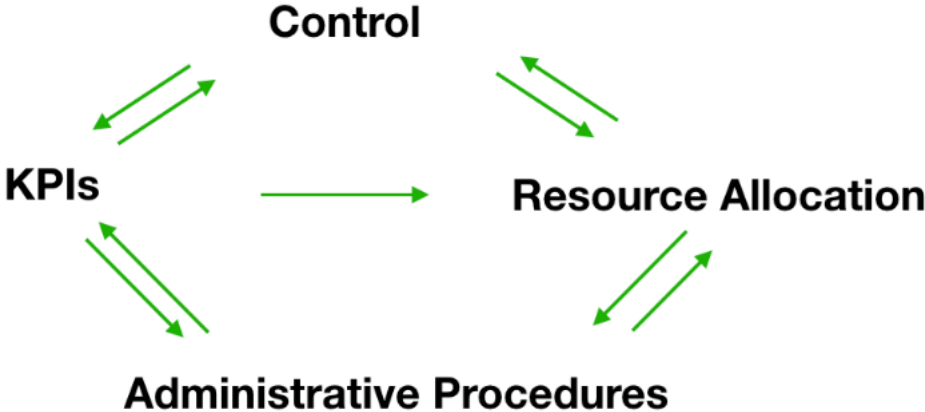 Control
KPIs
Resource Allocation
Administrative Procedures